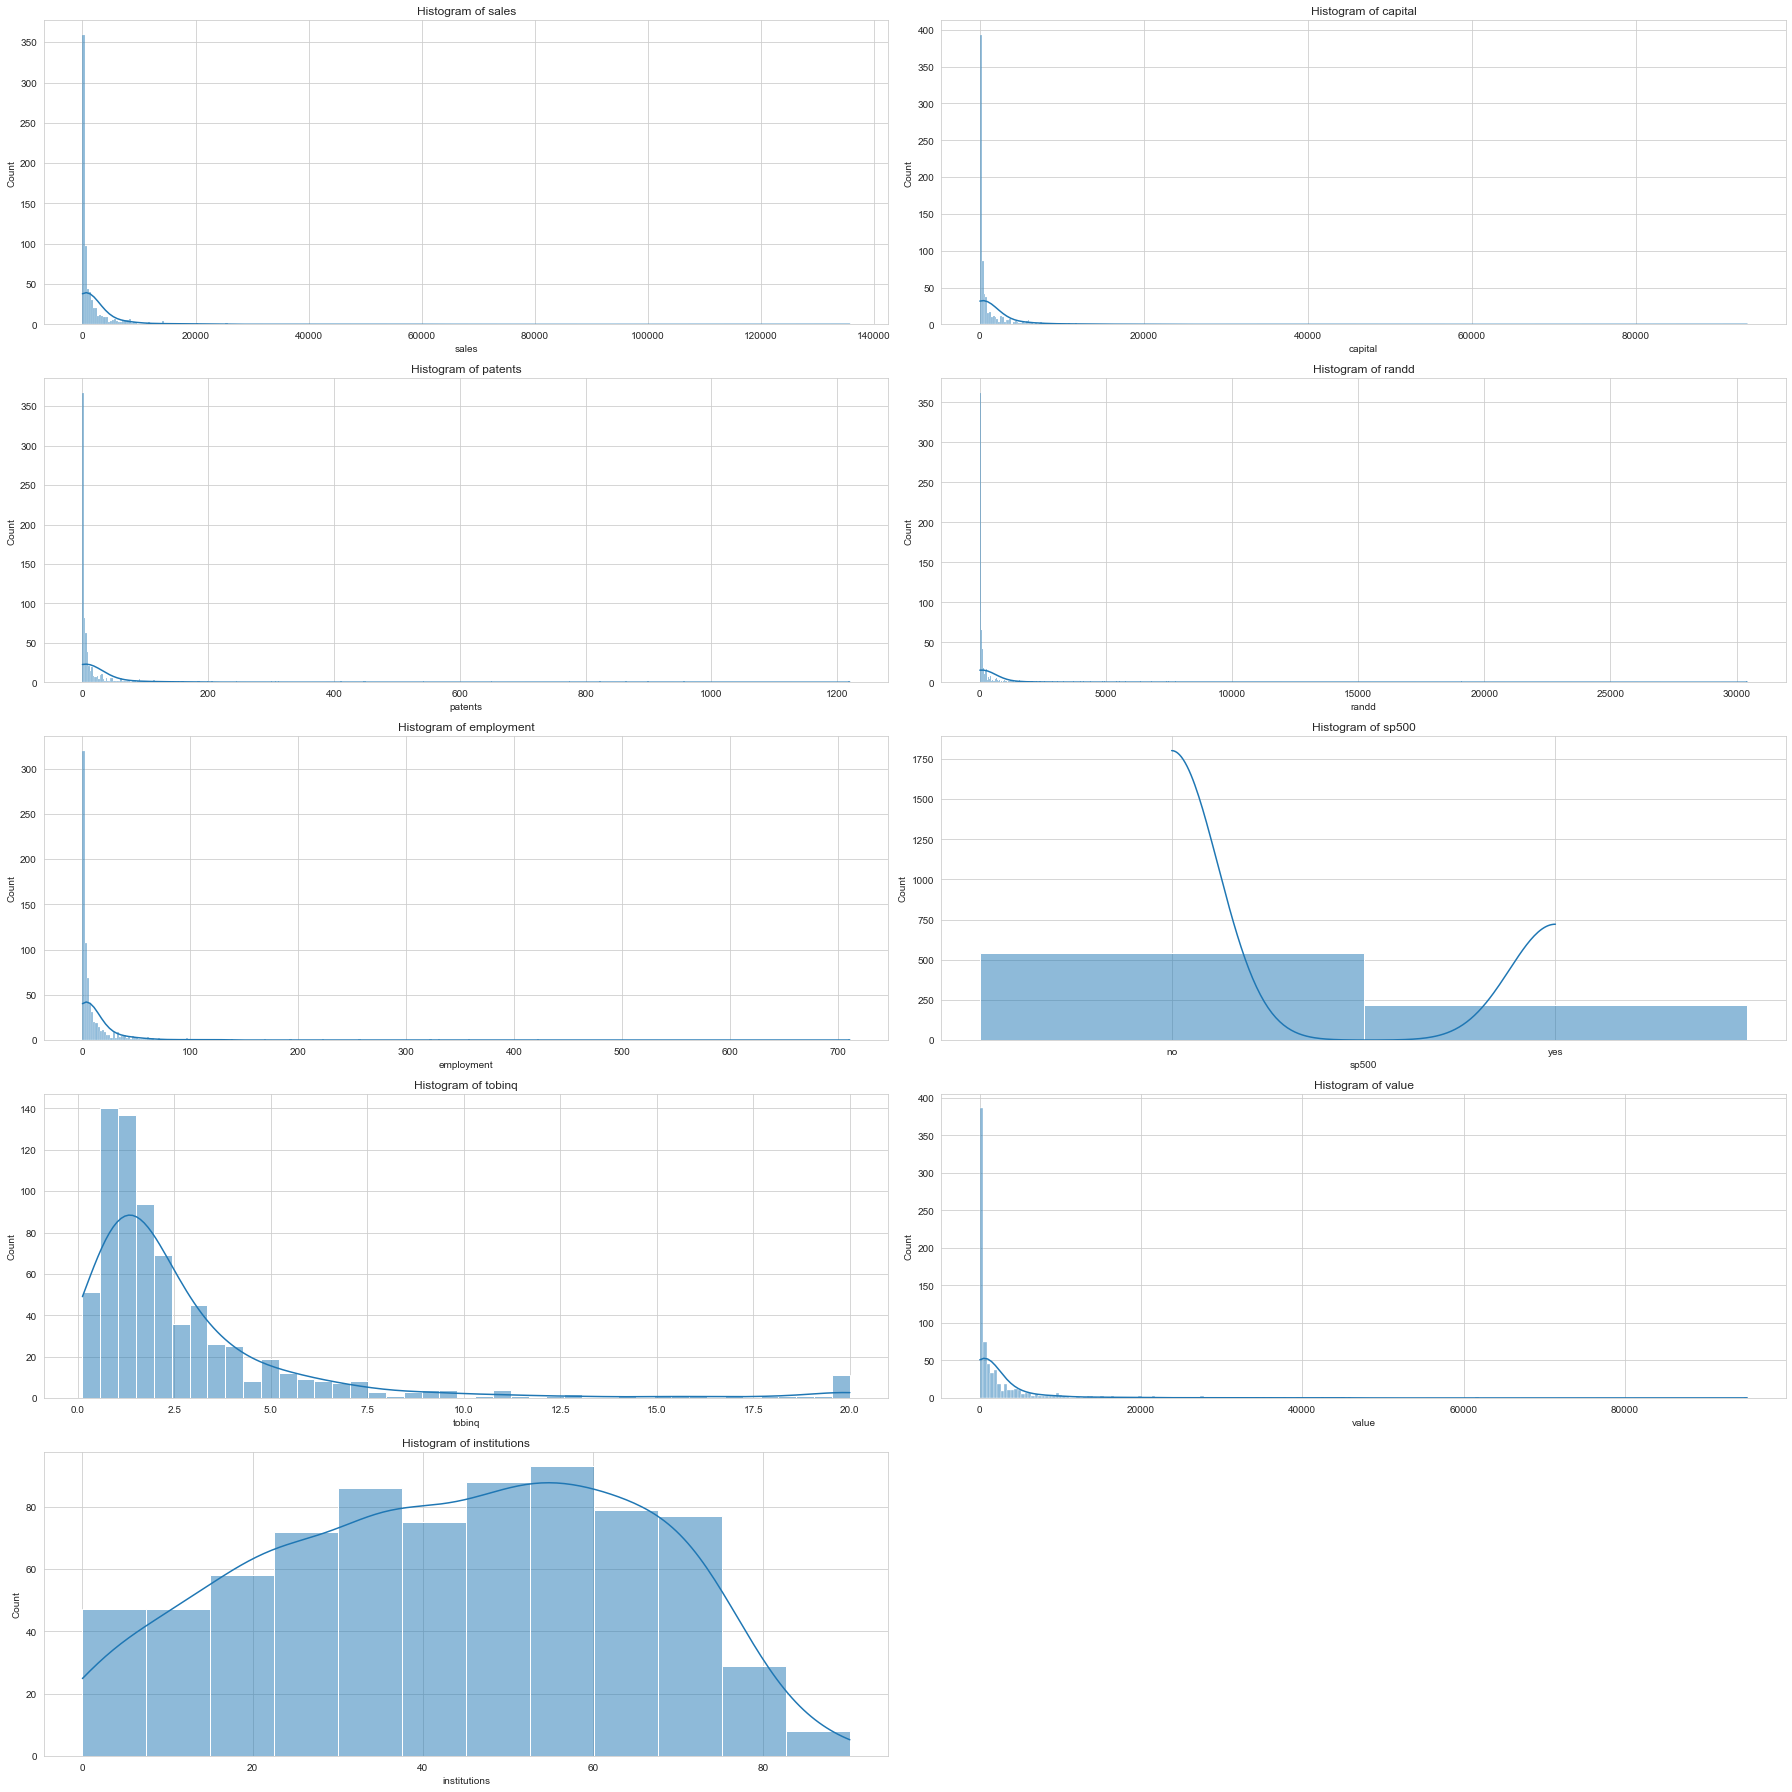 Histogram of sales
350
300
250
200
150
100
50
0
Count
0 20000 40000 60000 80000 100000 120000 140000
sales
Histogram of capital
400
350
300
250
200
150
100
50
0
Count
0 20000 40000 60000 80000
capital
Histogram of patents
350
300
250
200
150
100
50
0
Count
0 200 400 600 800 1000 1200
patents
Histogram of randd
350
300
250
200
150
100
50
0
Count
0 5000 10000 15000 20000 25000 30000
randd
Histogram of employment
300
250
200
150
100
50
0
Count
0 100 200 300 400 500 600 700
employment
Histogram of sp500
1750
1500
1250
1000
750
500
250
0
Count
no yes
sp500
Histogram of tobinq
140
120
100
80
60
40
20
0
Count
0.0 2.5 5.0 7.5 10.0 12.5 15.0 17.5 20.0
tobinq
Histogram of value
400
350
300
250
200
150
100
50
0
Count
0 20000 40000 60000 80000
value
Histogram of institutions
80
60
40
20
0
Count
0 20 40 60 80
institutions